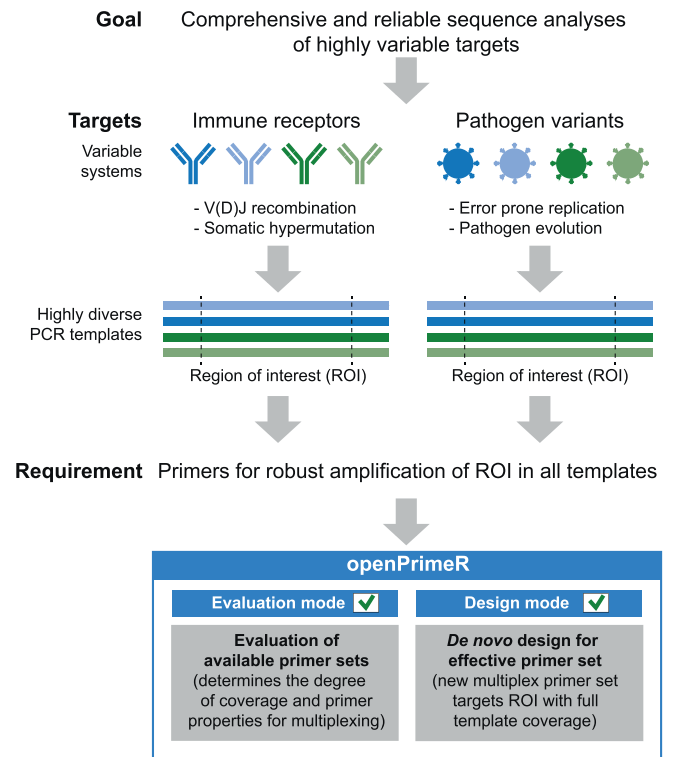 Goal
Comprehensive and reliable sequence analyses
of highly variable targets
Targets
Immune receptors
Pathogen variants
Variable
systems
- V(D)J recombination
- Somatic hypermutation
- Error prone replication
- Pathogen evolution
Highly diverse
PCR templates
Region of interest (ROI)
Region of interest (ROI)
Requirement
Primers for robust amplification of ROI in all templates
openPrimeR
Evaluation mode
Design mode
Evaluation of
available primer sets
(determines the degree
of coverage and primer
properties for multiplexing)
De novo design for
effective primer set
(new multiplex primer set
targets ROI with full
template coverage)